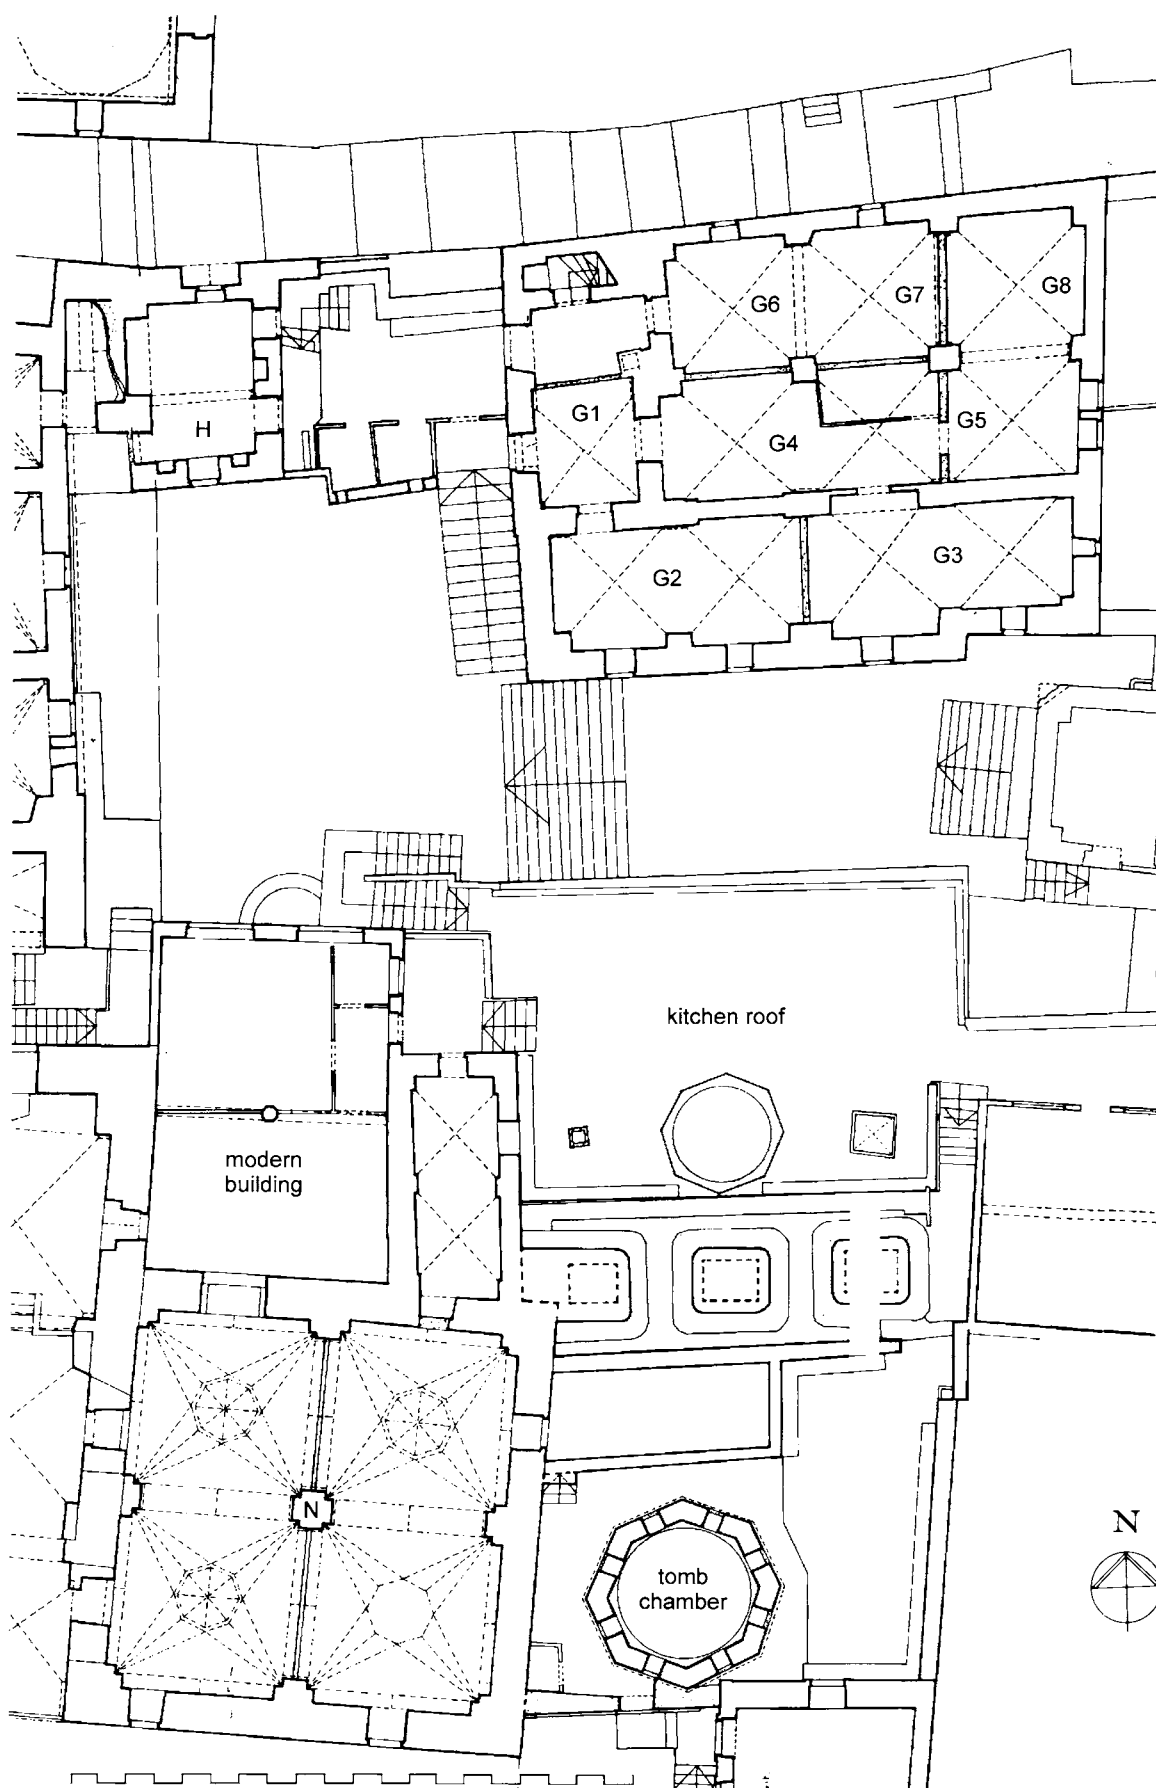 G6
G7
G8
H
G1
G4
G5
G2
G3
kitchen roof
modern
building
N
N
tomb
chamber